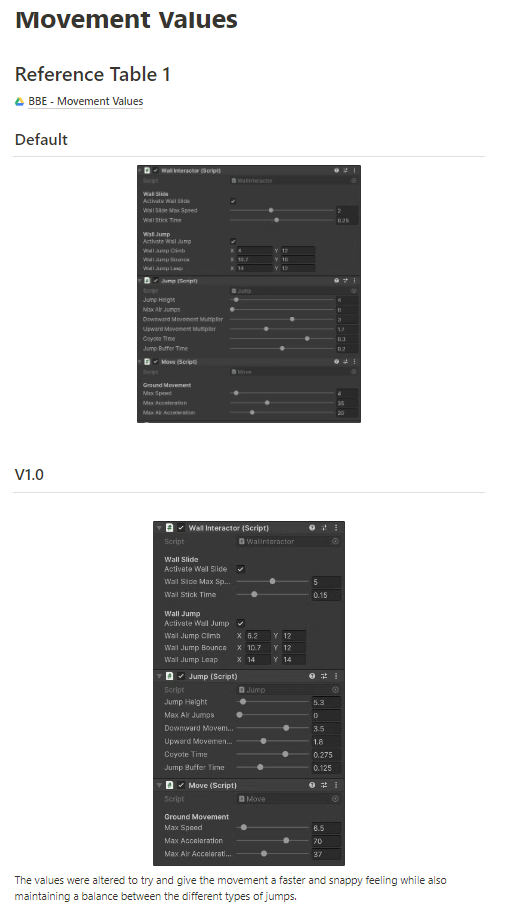 Movement Values
Reference Table 1
BBE - Movement Values
Default
Wall Interactor (Script)
Script WallInteractor
Wall Slide
Activate Wall Slide
Wall Slide Max Speed 2
Wall Stick Time 0.25
Wall Jump
Activate Wall Jump
Wall Jump Climb X 4 Y 12
Wall Jump Bounce X 10.7 Y 10
Wall Jump Leap X 14 Y 12
Jump (Script)
Script Jump
Jump Height 4
Max Air Jumps 0
Downward Movement Multiplier 3
Upward Movement Multiplier 1.7
Coyote Time 0.3
Jump Buffer Time 0.2
Move (Script)
Script Move
Ground Movement
Max Speed 4
Max Acceleration 35
Max Air Acceleration 20
V1.0
Wall Interactor (Script)
Script WallInteractor
Wall Slide
Activate Wall Slide
Wall Slide Max Sp... 5
Wall Stick Time 0.15
Wall Jump
Activate Wall Jump
Wall Jump Climb X 6.2 Y 12
Wall Jump Bounce X 10.7 Y 12
Wall Jump Leap X 14 Y 14
Jump (Script)
Script Jump
Jump Height 5.3
Max Air Jumps 0
Downward Movem... 3.5
Upward Movemen... 1.8
Coyote Time 0.275
Jump Buffer Time 0.125
Move (Script)
Script Move
Ground Movement
Max Speed 6.5
Max Acceleration 70
Max Air Accelerati... 37
The values were altered to try and give the movement a faster and snappy feeling while also
maintaining a balance between the different types of jumps.